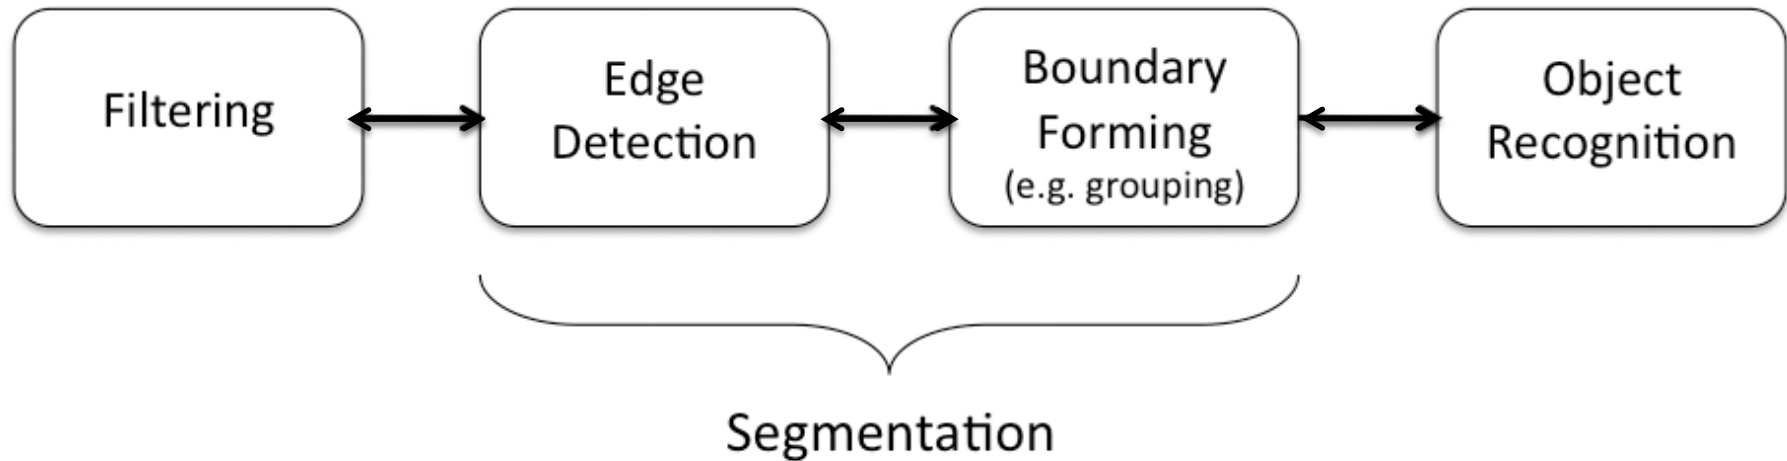 Filtering
Edge
Detection
Boundary
Forming
(e.g. grouping)
Object
Recognition
Segmentation